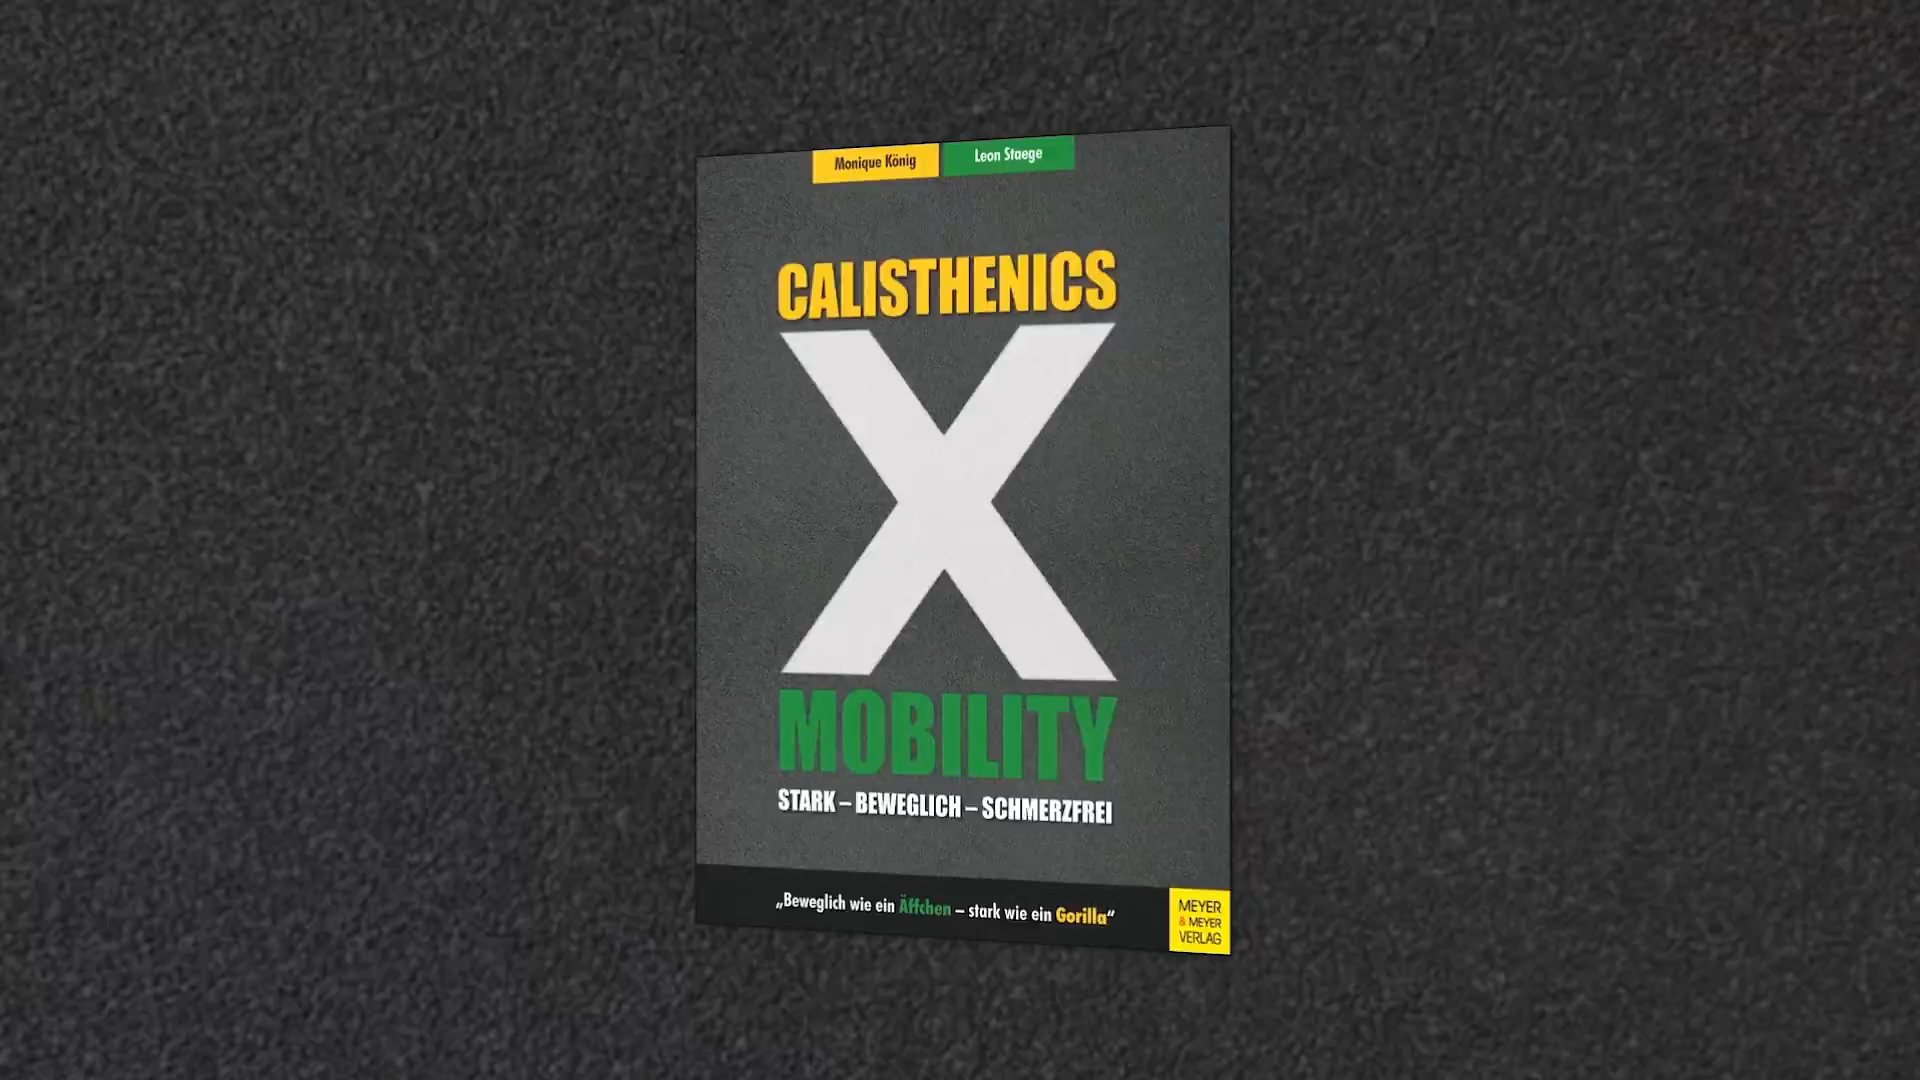 Monique König
Leon Staege
CALISTHENICS
X
MOBILITY
STARK – BEWEGLICH – SCHMERZFREI
„Beweglich wie ein Äffchen – stark wie ein Gorilla“
MEYER
& MEYER
VERLAG